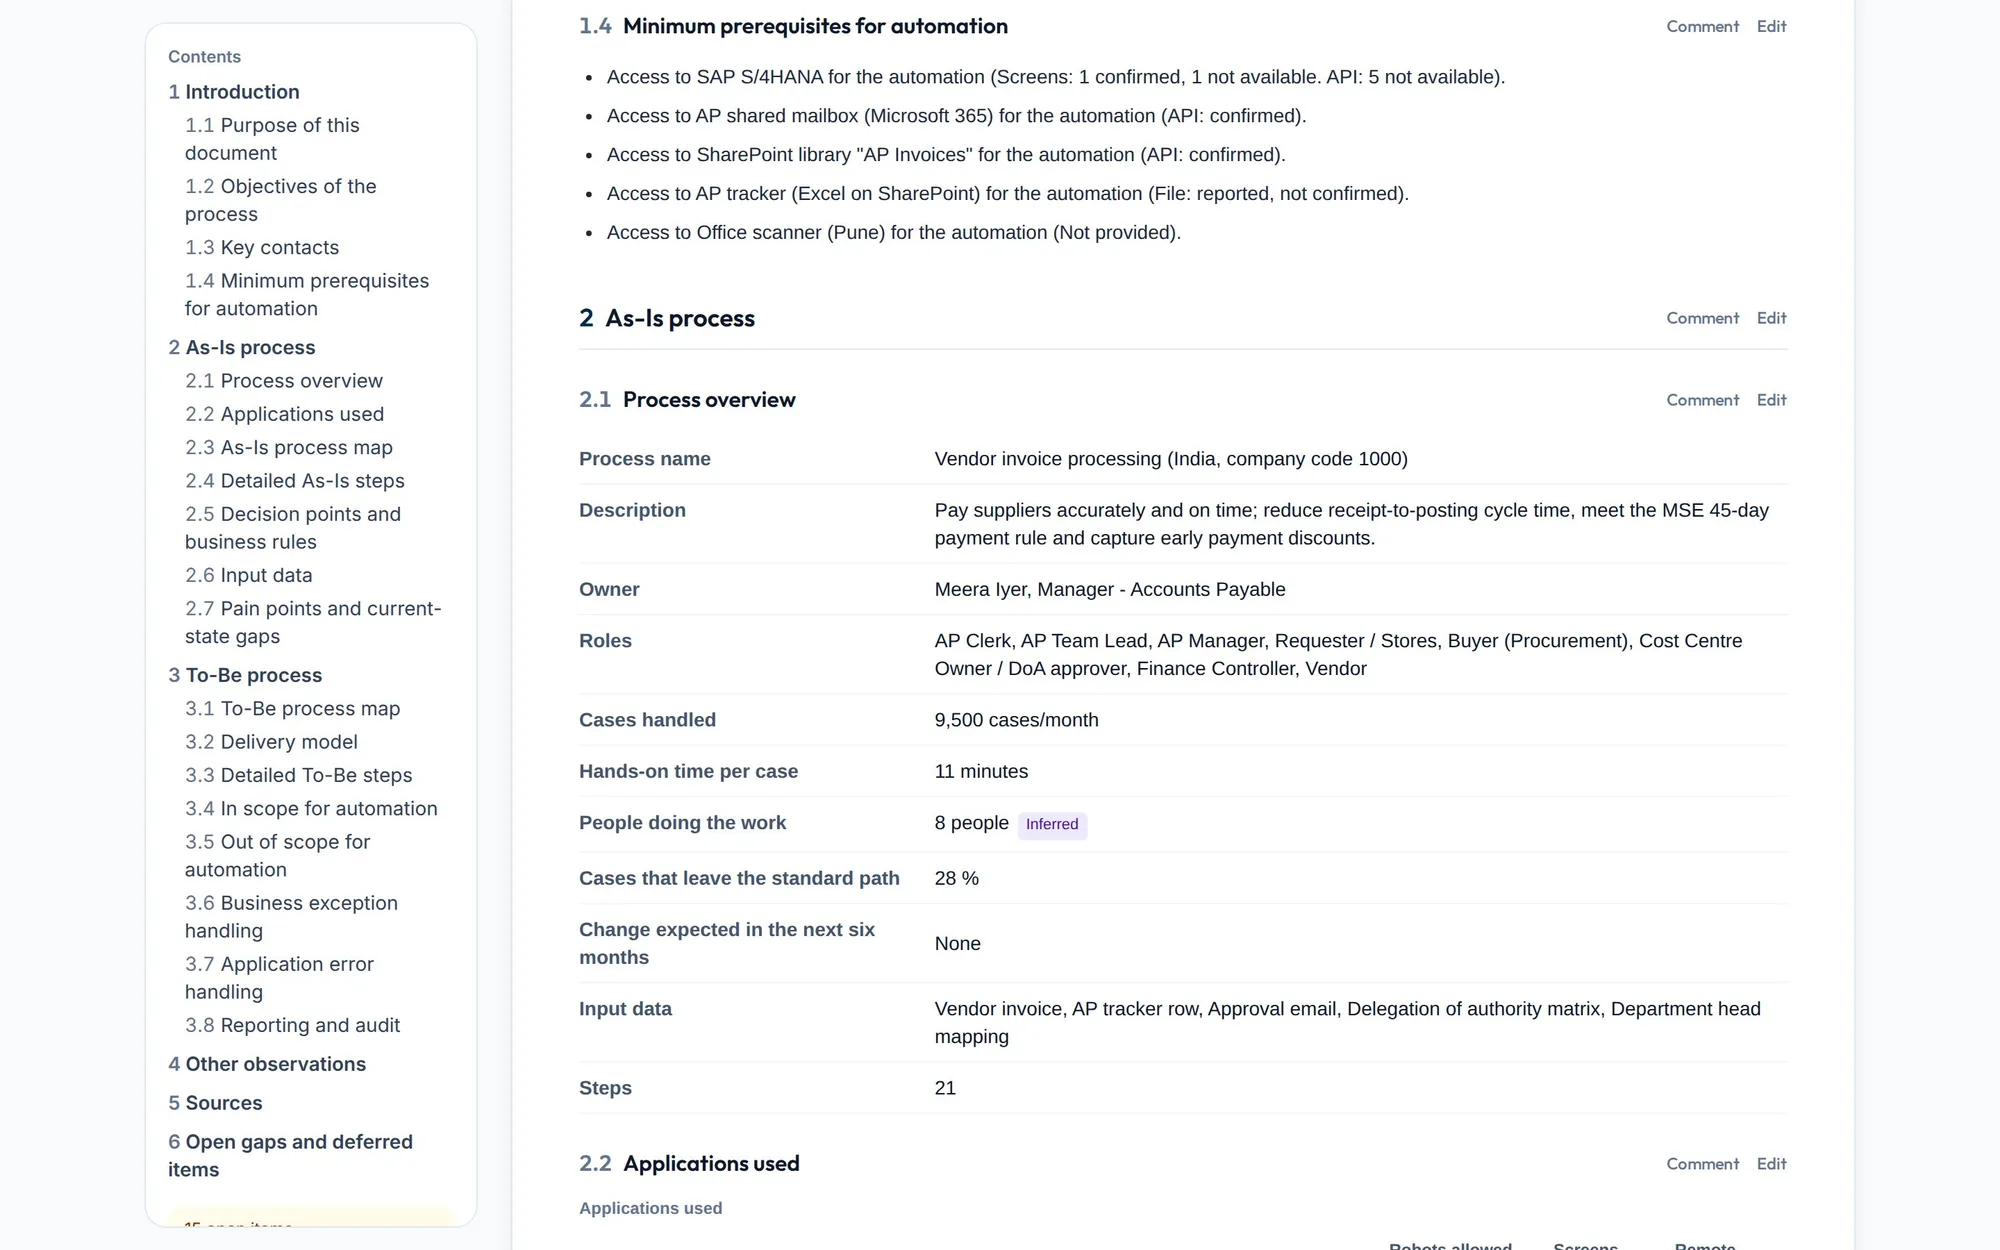 Contents
1 Introduction
1.1 Purpose of this
document
1.2 Objectives of the
process
1.3 Key contacts
1.4 Minimum prerequisites
for automation
2 As-Is process
2.1 Process overview
2.2 Applications used
2.3 As-Is process map
2.4 Detailed As-Is steps
2.5 Decision points and
business rules
2.6 Input data
2.7 Pain points and current-
state gaps
3 To-Be process
3.1 To-Be process map
3.2 Delivery model
3.3 Detailed To-Be steps
3.4 In scope for automation
3.5 Out of scope for
automation
3.6 Business exception
handling
3.7 Application error
handling
3.8 Reporting and audit
4 Other observations
5 Sources
6 Open gaps and deferred
items
15 open items
1.4 Minimum prerequisites for automation Comment Edit
• Access to SAP S/4HANA for the automation (Screens: 1 confirmed, 1 not available. API: 5 not available).
• Access to AP shared mailbox (Microsoft 365) for the automation (API: confirmed).
• Access to SharePoint library "AP Invoices" for the automation (API: confirmed).
• Access to AP tracker (Excel on SharePoint) for the automation (File: reported, not confirmed).
• Access to Office scanner (Pune) for the automation (Not provided).
2 As-Is process Comment Edit
2.1 Process overview Comment Edit
Process name Vendor invoice processing (India, company code 1000)
Description Pay suppliers accurately and on time; reduce receipt-to-posting cycle time, meet the MSE 45-day
payment rule and capture early payment discounts.
Owner Meera Iyer, Manager - Accounts Payable
Roles AP Clerk, AP Team Lead, AP Manager, Requester / Stores, Buyer (Procurement), Cost Centre
Owner / DoA approver, Finance Controller, Vendor
Cases handled 9,500 cases/month
Hands-on time per case 11 minutes
People doing the work 8 people Inferred
Cases that leave the standard path 28 %
Change expected in the next six
months None
Input data Vendor invoice, AP tracker row, Approval email, Delegation of authority matrix, Department head
mapping
Steps 21
2.2 Applications used Comment Edit
Applications used
Robots allowed Screens Remote